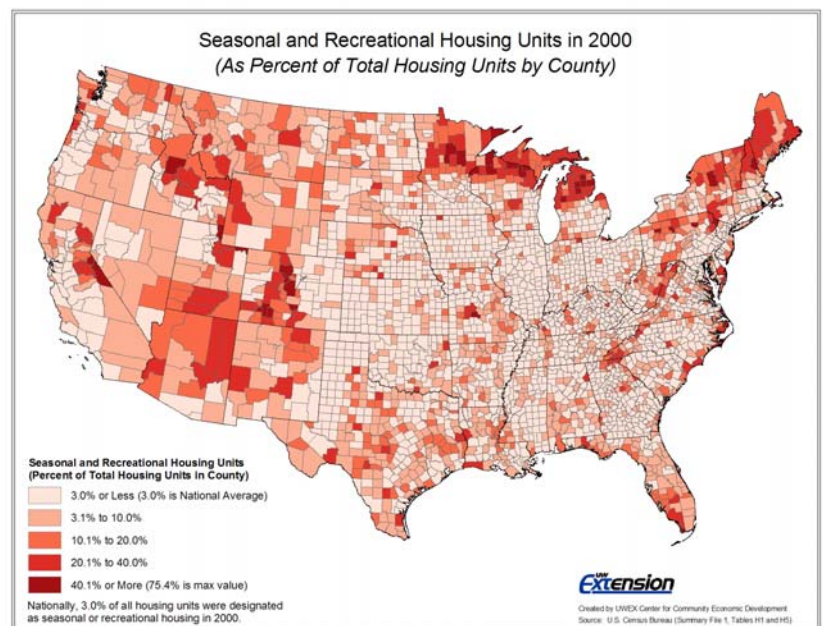 Seasonal and Recreational Housing Units in 2000
(As Percent of Total Housing Units by County)
Seasonal and Recreational Housing Units
(Percent of Total Housing Units in County)
3.0% or Less (3.0% is National Average)
3.1% to 10.0%
10.1% to 20.0%
20.1% to 40.0%
40.1% or More (75.4% is max value)
Nationally, 3.0% of all housing units were designated
as seasonal or recreational housing in 2000.
UW
Extension
Created by UWEX Center for Community Economic Development
Source: U.S. Census Bureau (Summary File 1, Tables H1 and H5)